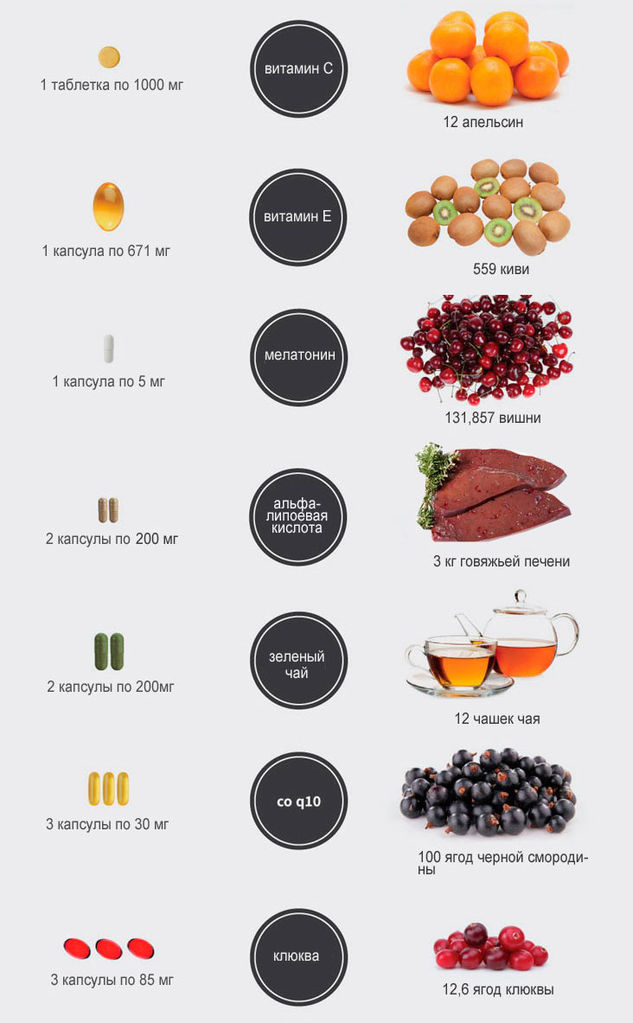 витамин C
1 таблетка по 1000 мг
12 апельсин
витамин Е
1 капсула по 671 мг
559 киви
мелатонин
1 капсула по 5 мг
131,857 вишни
альфа-
липоевая
кислота
2 капсулы по 200 мг
3 кг говяжьей печени
зеленый
чай
2 капсулы по 200мг
12 чашек чая
co q10
3 капсулы по 30 мг
100 ягод черной смороди-
ны
клюква
3 капсулы по 85 мг
12,6 ягод клюквы